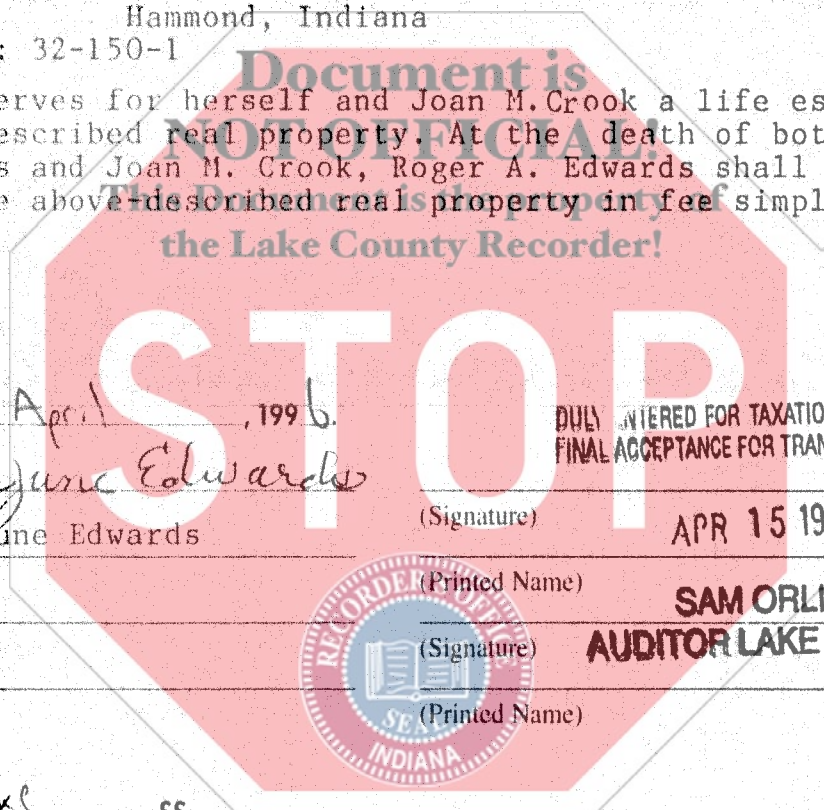 Hammond, Indiana
: 32-150-1
Document is
erves for herself and Joan M. Crook a life es
NOT OFFICIAL!
escribed real property. At the death of bot
s and Joan M. Crook, Roger A. Edwards shall
This Document is the property of
e above-described real property in fee simpl
the Lake County Recorder!
STOP
April , 1996.
DULY ENTERED FOR TAXATIO
FINAL ACCEPTANCE FOR TRAN
June Edwards
(Signature)
APR 15 19
ne Edwards
(Printed Name)
SAM ORLI
(Signature)
AUDITOR LAKE
(Printed Name)
RECORDER'S OFFICE
SEAL
INDIANA
ss